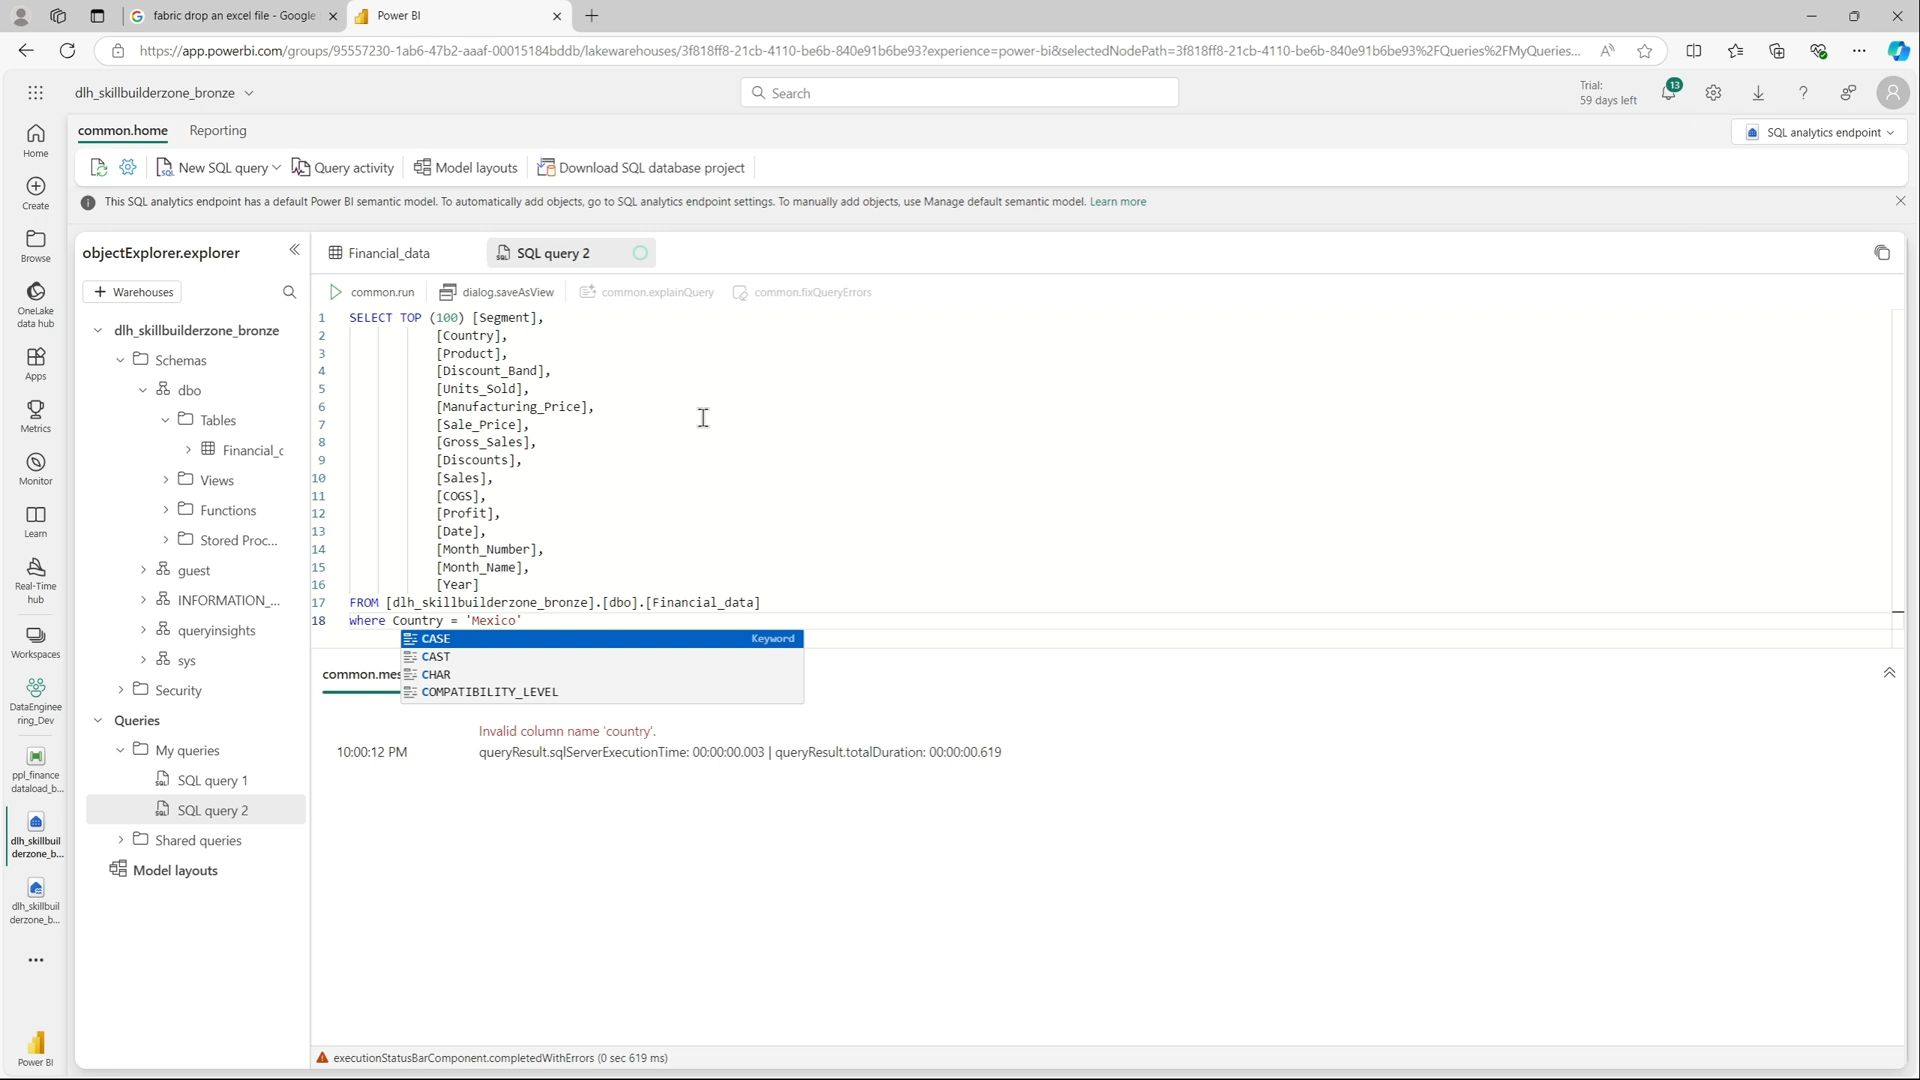 fabric drop an excel file - Google
Power BI
https://app.powerbi.com/groups/95557230-1ab6-47b2-aaaf-00015184bddb/lakewarehouses/3f818ff8-21cb-4110-be6b-840e91b6be93?experience=power-bi&selectedNodePath=3f818ff8-21cb-4110-be6b-840e91b6be93%2FQueries%2FMyQueries...
dlh_skillbuilderzone_bronze
Search
Trial:
59 days left
13
common.home
Reporting
SQL analytics endpoint
New SQL query
Query activity
Model layouts
Download SQL database project
This SQL analytics endpoint has a default Power BI semantic model. To automatically add objects, go to SQL analytics endpoint settings. To manually add objects, use Manage default semantic model. Learn more
Home
Create
Browse
OneLake
data hub
Apps
Metrics
Monitor
Learn
Real-Time
hub
Workspaces
DataEnginee
ring_Dev
ppl_finance
dataload_b...
dlh_skillbuil
derzone_b...
dlh_skillbuil
derzone_b...
Power BI
objectExplorer.explorer
Warehouses
dlh_skillbuilderzone_bronze
Schemas
dbo
Tables
Financial_c
Views
Functions
Stored Proc...
guest
INFORMATION_...
queryinsights
sys
Security
Queries
My queries
SQL query 1
SQL query 2
Shared queries
Model layouts
Financial_data
SQL query 2
common.run
dialog.saveAsView
common.explainQuery
common.fixQueryErrors
1 SELECT TOP (100) [Segment],
2 [Country],
3 [Product],
4 [Discount_Band],
5 [Units_Sold],
6 [Manufacturing_Price],
7 [Sale_Price],
8 [Gross_Sales],
9 [Discounts],
10 [Sales],
11 [COGS],
12 [Profit],
13 [Date],
14 [Month_Number],
15 [Month_Name],
16 [Year]
17 FROM [dlh_skillbuilderzone_bronze].[dbo].[Financial_data]
18 where Country = 'Mexico'
CASE Keyword
CAST
CHAR
COMPATIBILITY_LEVEL
common.mes
Invalid column name 'country'.
10:00:12 PM queryResult.sqlServerExecutionTime: 00:00:00.003 | queryResult.totalDuration: 00:00:00.619
executionStatusBarComponent.completedWithErrors (0 sec 619 ms)